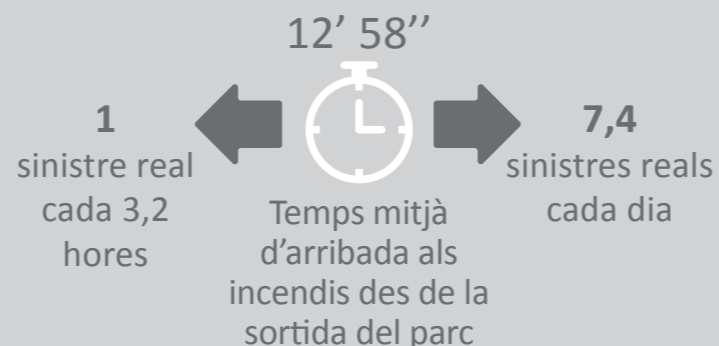 12’ 58’’
1
sinistre real
cada 3,2
hores
Temps mitjà
d’arribada als
incendis des de la
sortida del parc
7,4
sinistres reals
cada dia